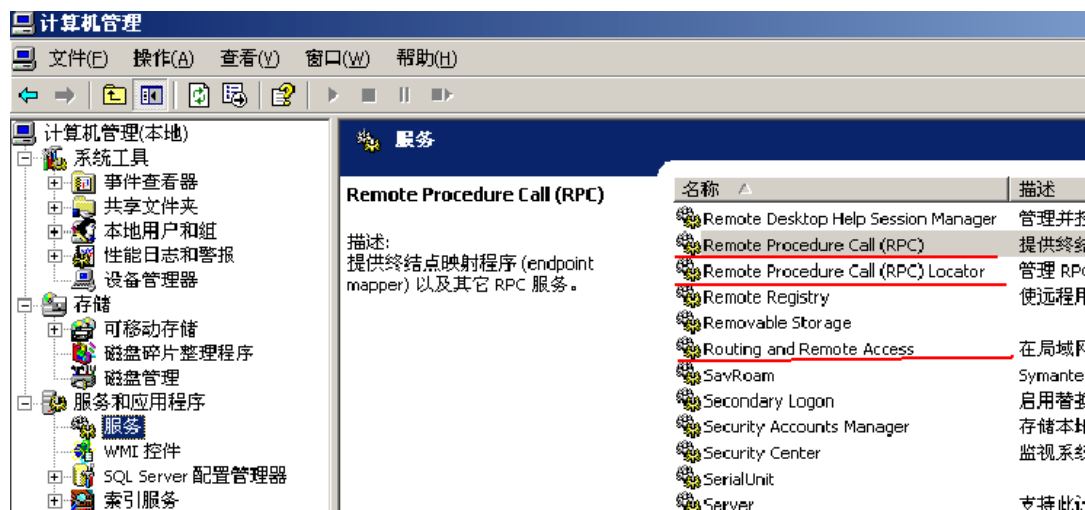 计算机管理
文件(F) 操作(A) 查看(V) 窗口(W) 帮助(H)
计算机管理(本地)
系统工具
事件查看器
共享文件夹
本地用户和组
性能日志和警报
设备管理器
存储
可移动存储
磁盘碎片整理程序
磁盘管理
服务和应用程序
服务
WMI 控件
SQL Server 配置管理器
索引服务
服务
Remote Procedure Call (RPC)
描述:
提供终结点映射程序 (endpoint
mapper) 以及其它 RPC 服务。
名称 描述
Remote Desktop Help Session Manager 管理并
Remote Procedure Call (RPC) 提供终结
Remote Procedure Call (RPC) Locator 管理 RPC
Remote Registry 使远程用
Removable Storage
Routing and Remote Access 在局域网
SavRoam Symante
Secondary Logon 启用替换
Security Accounts Manager 存储本地
Security Center 监视系统
SerialUnit
Server 支持此计